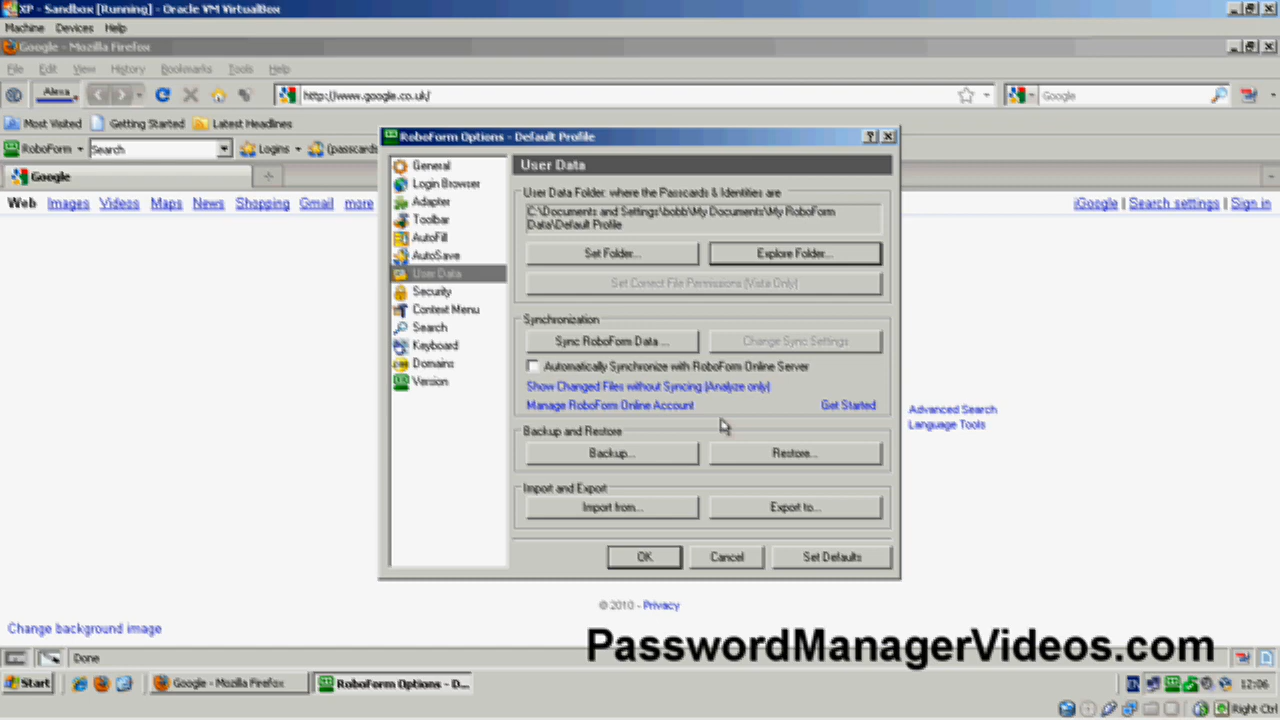 XP - Sandbox [Running] - Oracle VM VirtualBox
Machine Devices Help
Google - Mozilla Firefox
File Edit View History Bookmarks Tools Help
Alexa http://www.google.co.uk/ Google
Most Visited Getting Started Latest Headlines
RoboForm Search Logins (passcards
Google
Web Images Videos Maps News Shopping Gmail more
iGoogle | Search settings | Sign in
RoboForm Options - Default Profile
General
Login Browser
Adapter
Toolbar
AutoFill
AutoSave
User Data
Security
Context Menu
Search
Keyboard
Domains
Version
User Data
User Data Folder: where the Passcards & Identities are
C:\Documents and Settings\bobb\My Documents\My RoboForm
Data\Default Profile
Set Folder... Explore Folder...
Set Correct File Permissions (Vista Only)
Synchronization
Sync RoboForm Data ... Change Sync Settings
Automatically Synchronize with RoboForm Online Server
Show Changed Files without Syncing (Analyze only)
Manage RoboForm Online Account Get Started
Backup and Restore
Backup... Restore...
Import and Export
Import from... Export to...
OK Cancel Set Defaults
Advanced Search
Language Tools
© 2010 - Privacy
Change background image
PasswordManagerVideos.com
Done
Start Google - Mozilla Firefox RoboForm Options - D... 12:06
Right Ctrl